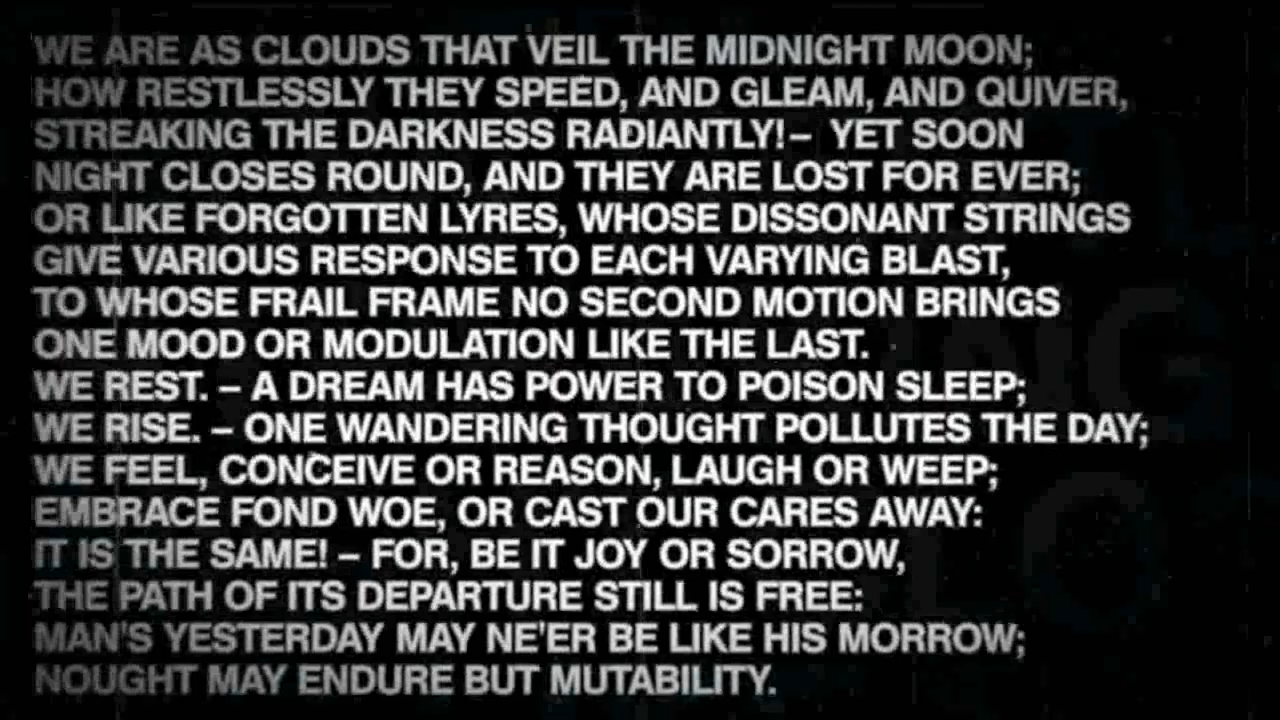 WE ARE AS CLOUDS THAT VEIL THE MIDNIGHT MOON;
HOW RESTLESSLY THEY SPEED, AND GLEAM, AND QUIVER,
STREAKING THE DARKNESS RADIANTLY! – YET SOON
NIGHT CLOSES ROUND, AND THEY ARE LOST FOR EVER;
OR LIKE FORGOTTEN LYRES, WHOSE DISSONANT STRINGS
GIVE VARIOUS RESPONSE TO EACH VARYING BLAST,
TO WHOSE FRAIL FRAME NO SECOND MOTION BRINGS
ONE MOOD OR MODULATION LIKE THE LAST.
WE REST. – A DREAM HAS POWER TO POISON SLEEP;
WE RISE. – ONE WANDERING THOUGHT POLLUTES THE DAY;
WE FEEL, CONCEIVE OR REASON, LAUGH OR WEEP;
EMBRACE FOND WOE, OR CAST OUR CARES AWAY:
IT IS THE SAME! – FOR, BE IT JOY OR SORROW,
THE PATH OF ITS DEPARTURE STILL IS FREE:
MAN'S YESTERDAY MAY NE'ER BE LIKE HIS MORROW;
NOUGHT MAY ENDURE BUT MUTABILITY.